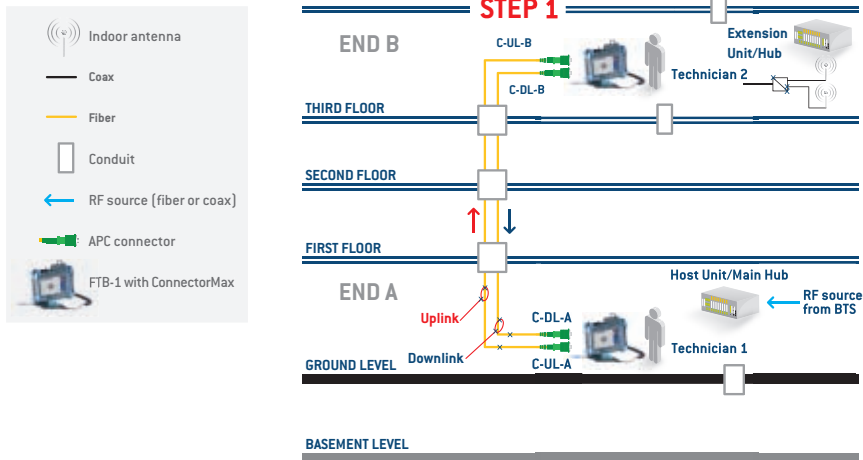 Indoor antenna
Coax
Fiber
Conduit
RF source (fiber or coax)
APC connector
FTB-1 with ConnectorMax
STEP 1
END B
C-UL-B
C-DL-B
Technician 2
Extension
Unit/Hub
THIRD FLOOR
SECOND FLOOR
FIRST FLOOR
END A
Uplink
Downlink
C-DL-A
C-UL-A
Host Unit/Main Hub
RF source
from BTS
Technician 1
GROUND LEVEL
BASEMENT LEVEL